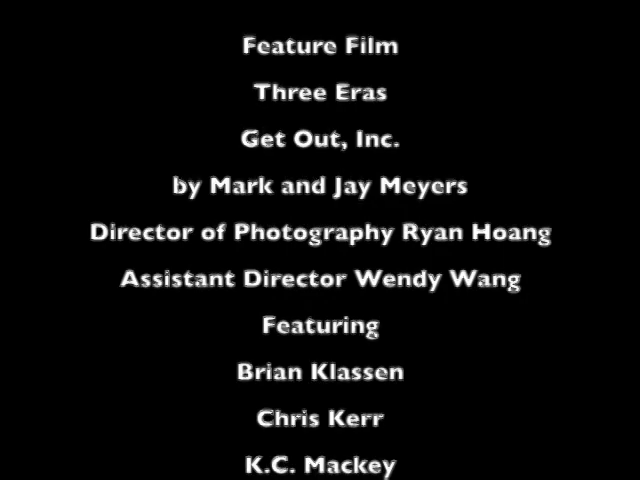 Feature Film
Three Eras
Get Out, Inc.
by Mark and Jay Meyers
Director of Photography Ryan Hoang
Assistant Director Wendy Wang
Featuring
Brian Klassen
Chris Kerr
K.C. Mackey